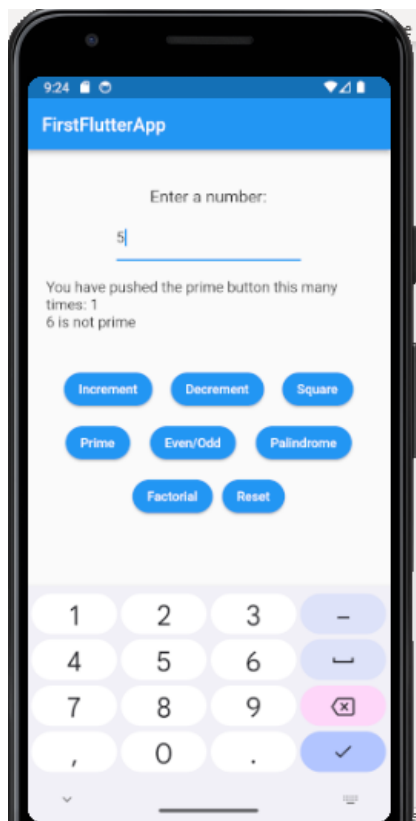 9:24
FirstFlutterApp
Enter a number:
5
You have pushed the prime button this many
times: 1
6 is not prime
Increment Decrement Square
Prime Even/Odd Palindrome
Factorial Reset
1 2 3 –
4 5 6
7 8 9
, 0 .